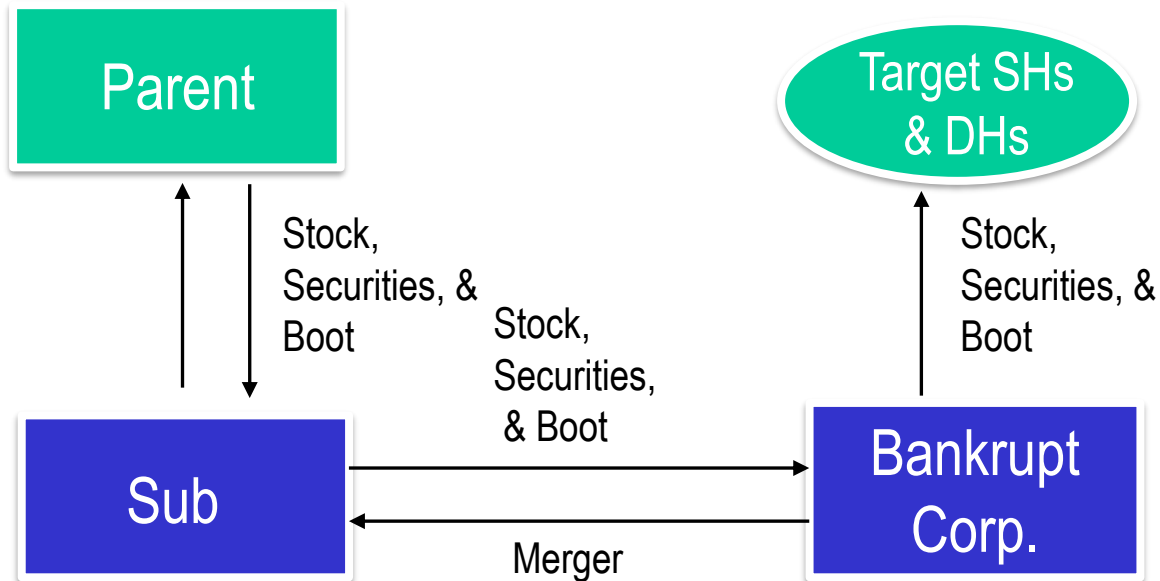 Parent
Target SHs
& DHs
Stock,
Securities, &
Boot
Stock,
Securities,
& Boot
Stock,
Securities, &
Boot
Sub
Bankrupt
Corp.
Merger